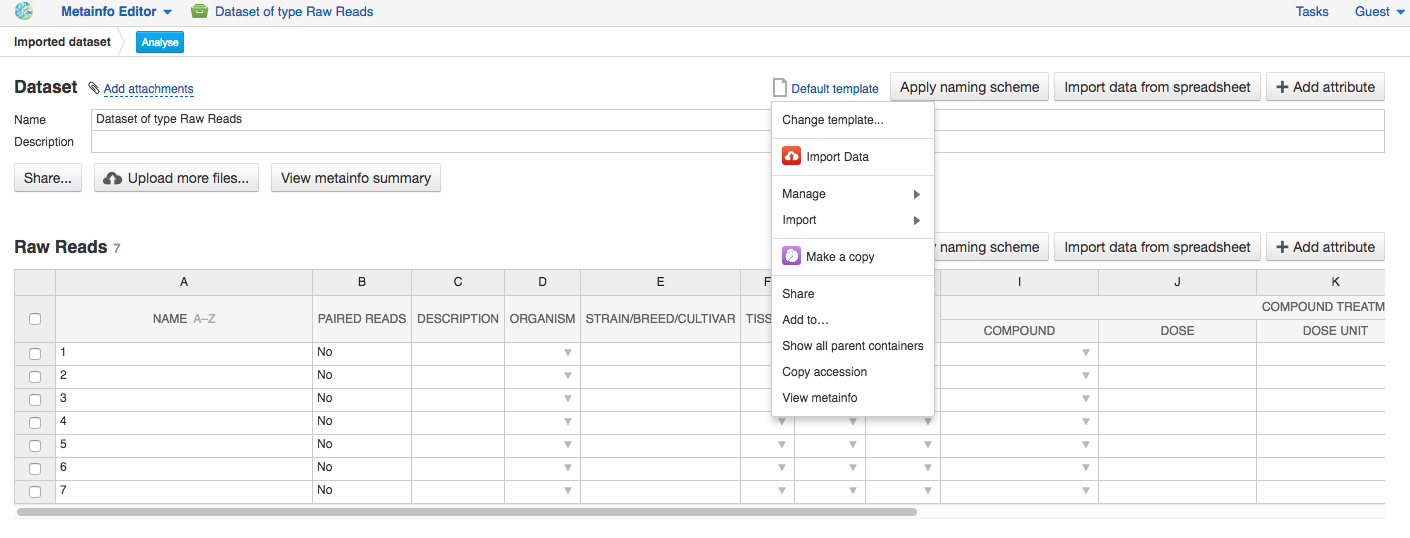 Metainfo Editor Dataset of type Raw Reads Tasks Guest
Imported dataset Analyse
Dataset Add attachments Default template Apply naming scheme Import data from spreadsheet + Add attribute
Name Dataset of type Raw Reads
Description
Share... Upload more files... View metainfo summary
Change template...
Import Data
Manage
Import
Make a copy
Share
Add to…
Show all parent containers
Copy accession
View metainfo
Raw Reads 7 naming scheme Import data from spreadsheet + Add attribute
A B C D E F I J K
NAME A–Z PAIRED READS DESCRIPTION ORGANISM STRAIN/BREED/CULTIVAR TISS COMPOUND TREATM
COMPOUND DOSE DOSE UNIT
1 No
2 No
3 No
4 No
5 No
6 No
7 No